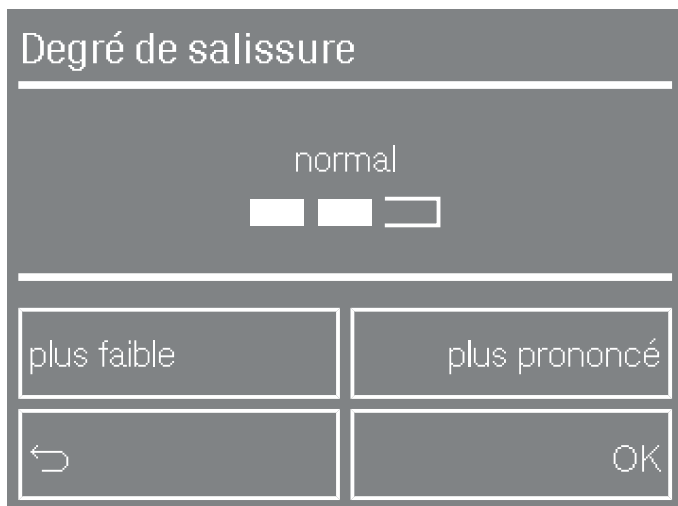 Degré de salissure
normal
plus faible
plus prononcé
OK